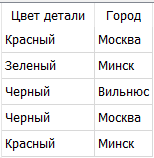 Цвет детали Город
Красный Москва
Зеленый Минск
Черный Вильнюс
Черный Москва
Красный Минск